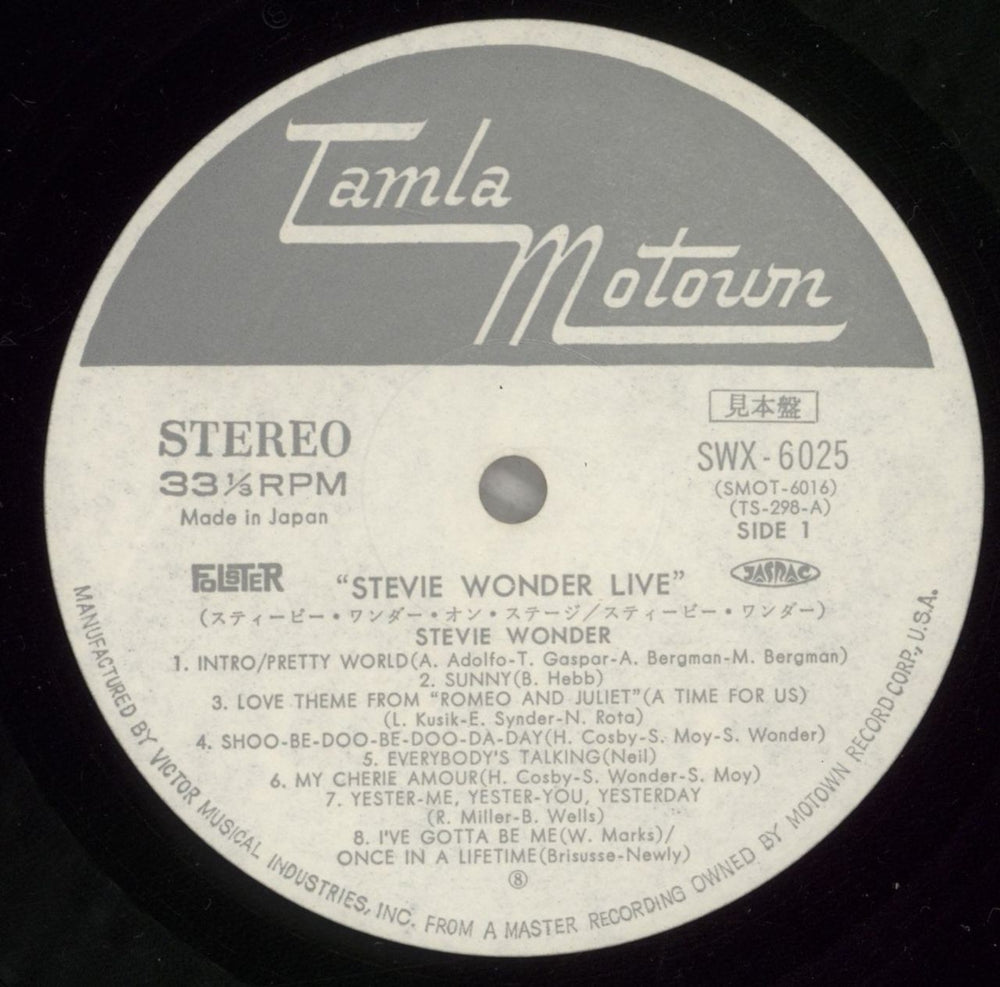 Tamla
Motown
STEREO
33⅓RPM
Made in Japan
見本盤
SWX-6025
(SMOT-6016)
(TS-298-A)
SIDE 1
FOLSTER
"STEVIE WONDER LIVE"
JASRAC
(スティービー・ワンダー・オン・ステージ/スティービー・ワンダー)
STEVIE WONDER
1. INTRO/PRETTY WORLD(A. Adolfo-T. Gaspar-A. Bergman-M. Bergman)
2. SUNNY(B. Hebb)
3. LOVE THEME FROM "ROMEO AND JULIET"(A TIME FOR US)
(L. Kusik-E. Synder-N. Rota)
4. SHOO-BE-DOO-BE-DOO-DA-DAY(H. Cosby-S. Moy-S. Wonder)
5. EVERYBODY'S TALKING(Neil)
6. MY CHERIE AMOUR(H. Cosby-S. Wonder-S. Moy)
7. YESTER-ME, YESTER-YOU, YESTERDAY
(R. Miller-B. Wells)
8. I'VE GOTTA BE ME(W. Marks)/
ONCE IN A LIFETIME(Brisusse-Newly)
⑧
MANUFACTURED BY VICTOR MUSICAL INDUSTRIES, INC. FROM A MASTER RECORDING OWNED BY MOTOWN RECORD CORP., U.S.A.